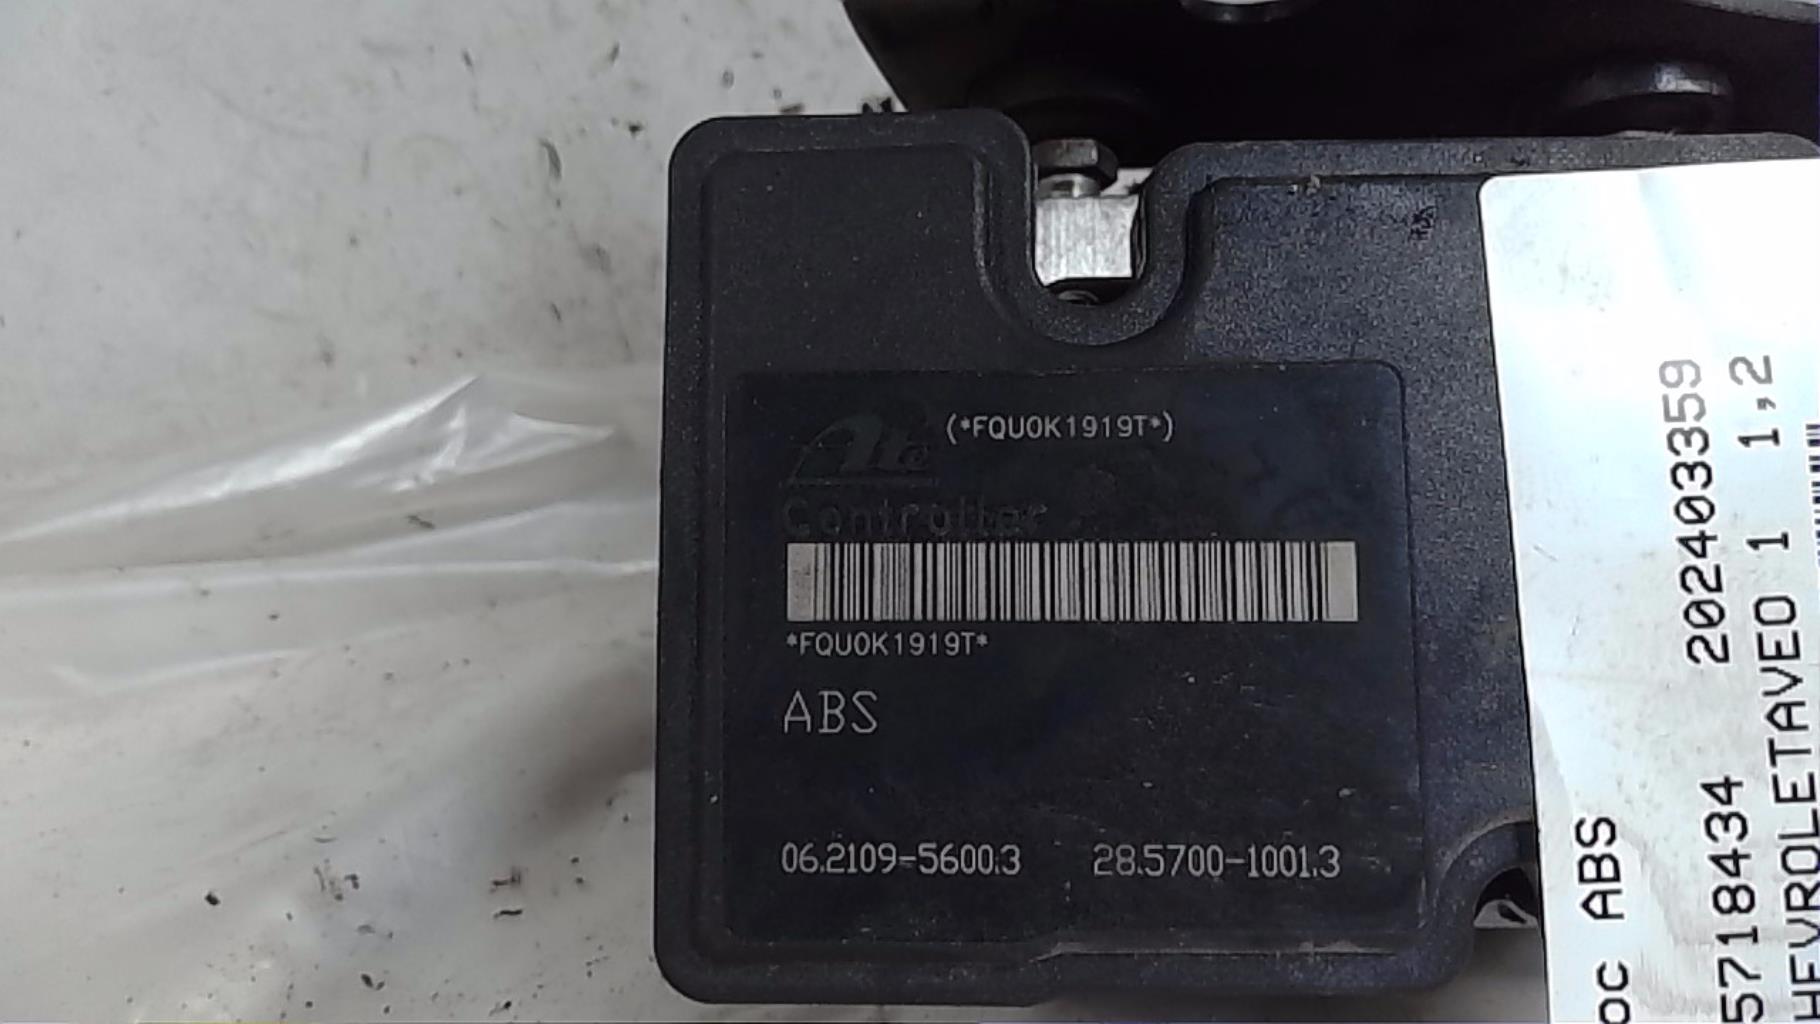 Ate
(*FQU0K1919T*)
Controller
*FQU0K1919T*
ABS
06.2109-5600.3 28.5700-1001.3
ABS
5718434 202403359
HEVROLETAVEO 1 1,2